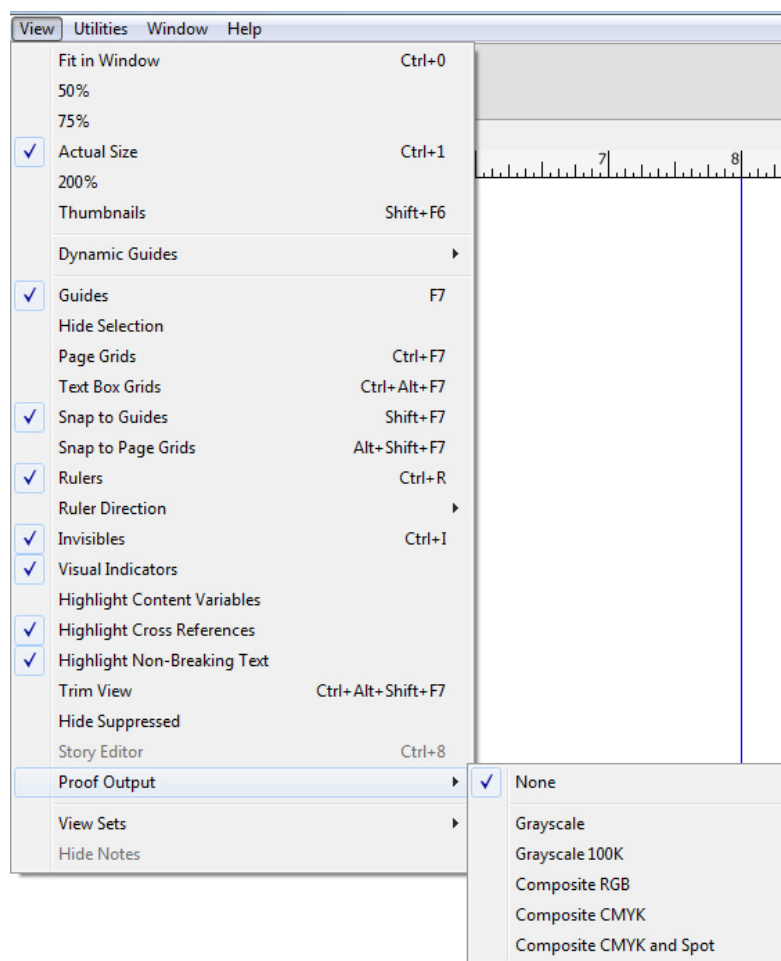 View Utilities Window Help
Fit in Window Ctrl+0
50%
75%
Actual Size Ctrl+1
7 8
200%
Thumbnails Shift+F6
Dynamic Guides
Guides F7
Hide Selection
Page Grids Ctrl+F7
Text Box Grids Ctrl+Alt+F7
Snap to Guides Shift+F7
Snap to Page Grids Alt+Shift+F7
Rulers Ctrl+R
Ruler Direction
Invisibles Ctrl+I
Visual Indicators
Highlight Content Variables
Highlight Cross References
Highlight Non-Breaking Text
Trim View Ctrl+Alt+Shift+F7
Hide Suppressed
Story Editor Ctrl+8
Proof Output
View Sets
Hide Notes
None
Grayscale
Grayscale 100K
Composite RGB
Composite CMYK
Composite CMYK and Spot